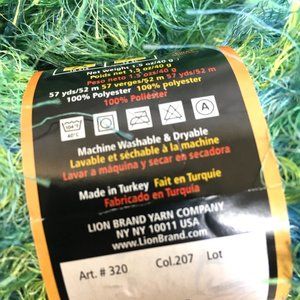 Net weight 1.5 oz/40 g
Poids net 1.5 oz/40 g
Peso neto 1.5 ozs/40 g
57 yds/52 m 57 verges/52 m 57 yds/52 m
100% Polyester 100% polyester
100% Poliéster
104°F
40°C
A
Machine Washable & Dryable
Lavable et séchable à la machine
Lavar a máquina y secar en secadora
Made in Turkey Fait en Turquie
Fabricado en Turquía
LION BRAND YARN COMPANY
NY NY 10011 USA
www.LionBrand.com
Art. # 320 Col.207 Lot